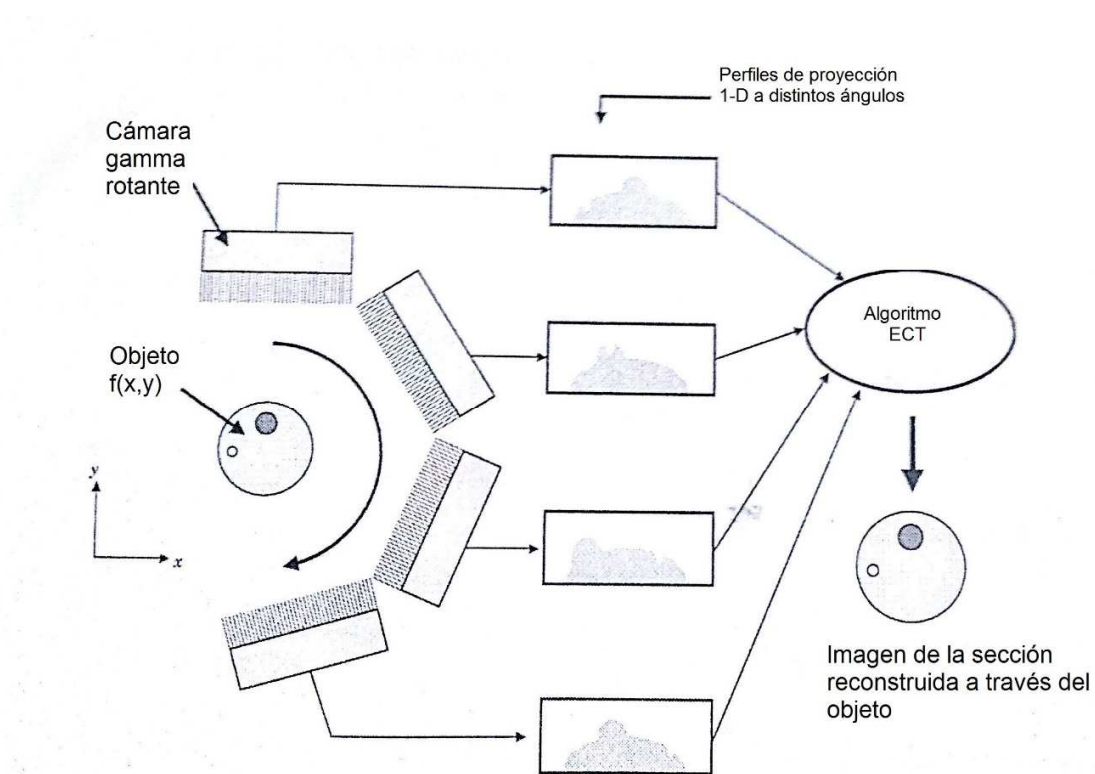 Perfiles de proyección
1-D a distintos ángulos
Cámara
gamma
rotante
Algoritmo
ECT
Objeto
f(x,y)
y
x
Imagen de la sección
reconstruida a través del
objeto